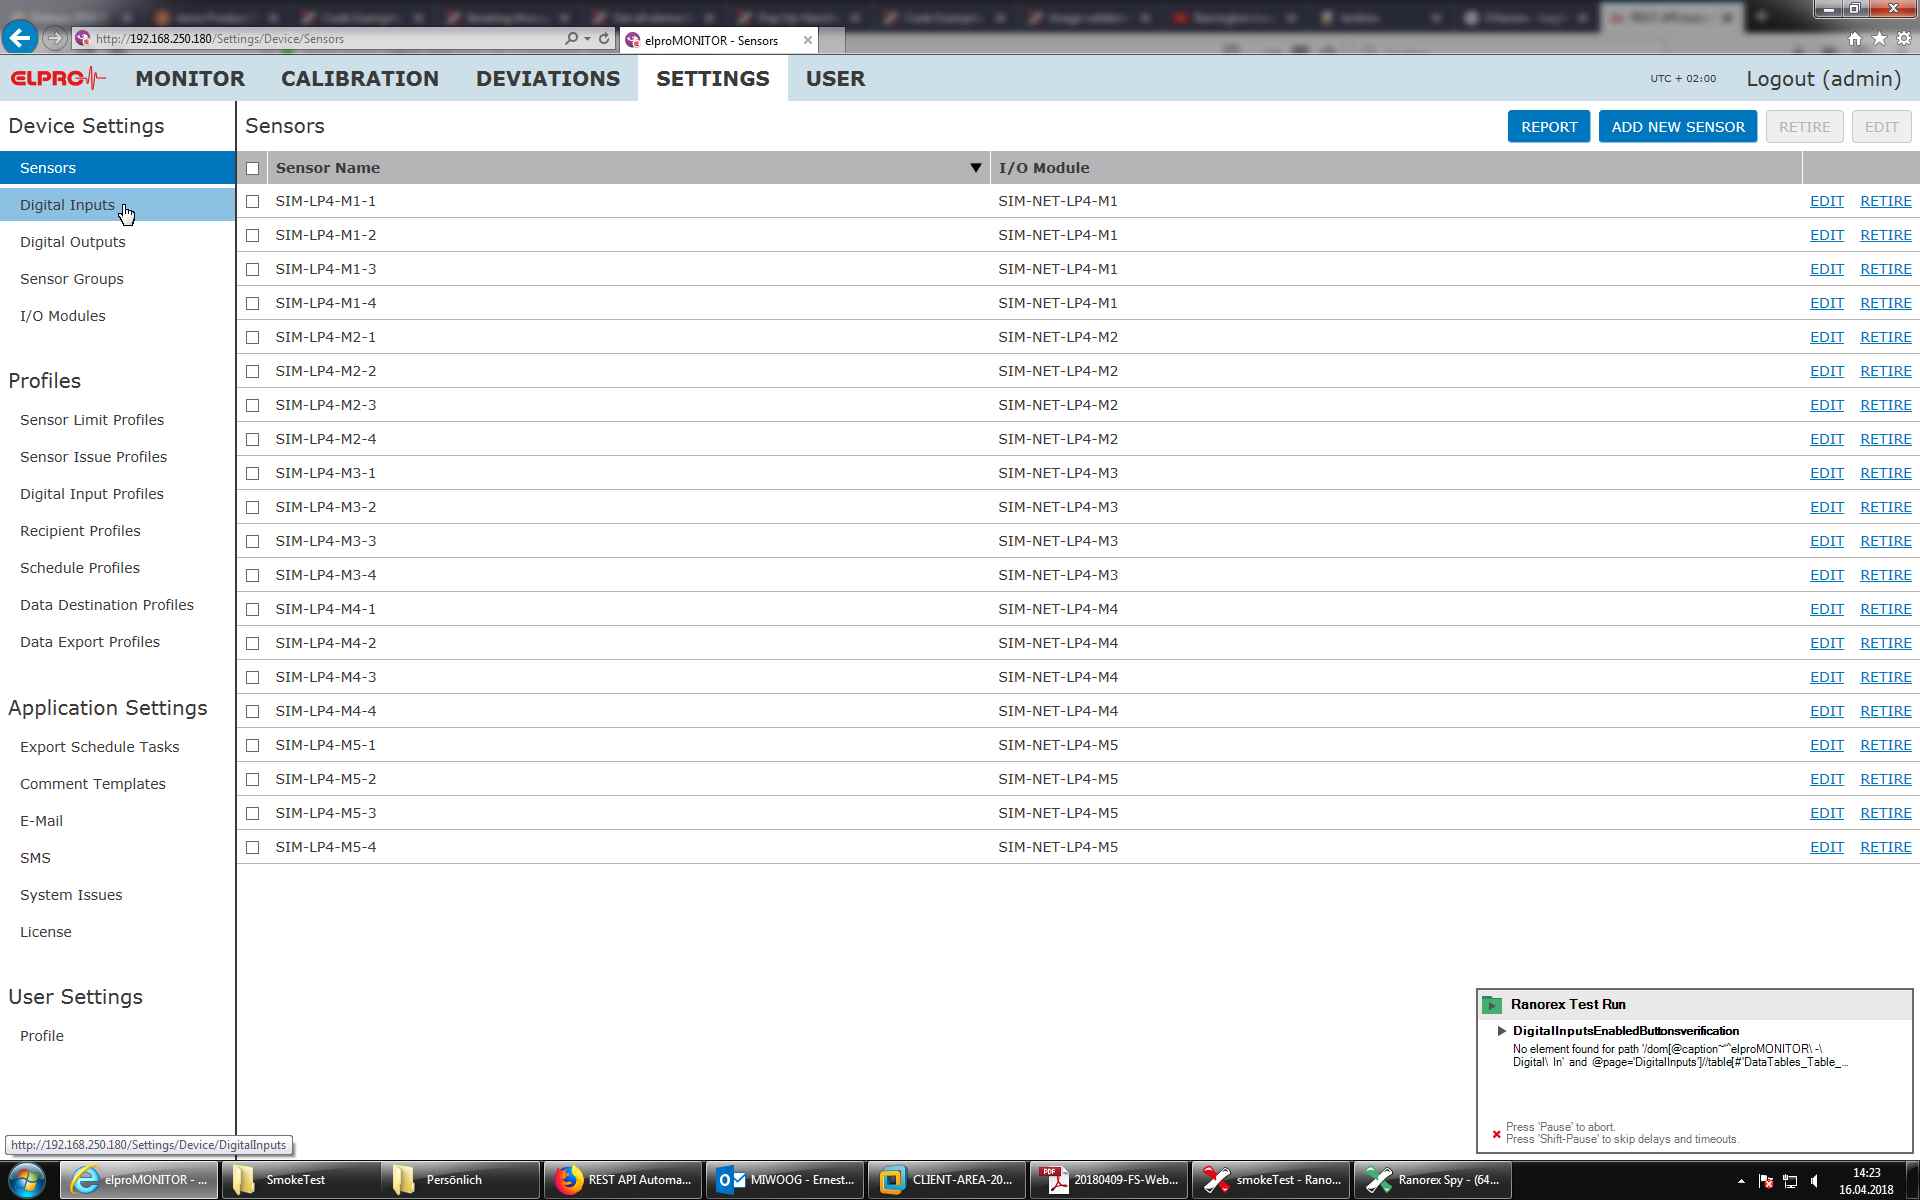 http://192.168.250.180/Settings/Device/Sensors
elproMONITOR - Sensors
ELPRO
MONITOR
CALIBRATION
DEVIATIONS
SETTINGS
USER
UTC + 02:00
Logout (admin)
Device Settings
Sensors
Digital Inputs
Digital Outputs
Sensor Groups
I/O Modules
Profiles
Sensor Limit Profiles
Sensor Issue Profiles
Digital Input Profiles
Recipient Profiles
Schedule Profiles
Data Destination Profiles
Data Export Profiles
Application Settings
Export Schedule Tasks
Comment Templates
E-Mail
SMS
System Issues
License
User Settings
Profile
Sensors
REPORT
ADD NEW SENSOR
RETIRE
EDIT
Sensor Name I/O Module
SIM-LP4-M1-1 SIM-NET-LP4-M1 EDIT RETIRE
SIM-LP4-M1-2 SIM-NET-LP4-M1 EDIT RETIRE
SIM-LP4-M1-3 SIM-NET-LP4-M1 EDIT RETIRE
SIM-LP4-M1-4 SIM-NET-LP4-M1 EDIT RETIRE
SIM-LP4-M2-1 SIM-NET-LP4-M2 EDIT RETIRE
SIM-LP4-M2-2 SIM-NET-LP4-M2 EDIT RETIRE
SIM-LP4-M2-3 SIM-NET-LP4-M2 EDIT RETIRE
SIM-LP4-M2-4 SIM-NET-LP4-M2 EDIT RETIRE
SIM-LP4-M3-1 SIM-NET-LP4-M3 EDIT RETIRE
SIM-LP4-M3-2 SIM-NET-LP4-M3 EDIT RETIRE
SIM-LP4-M3-3 SIM-NET-LP4-M3 EDIT RETIRE
SIM-LP4-M3-4 SIM-NET-LP4-M3 EDIT RETIRE
SIM-LP4-M4-1 SIM-NET-LP4-M4 EDIT RETIRE
SIM-LP4-M4-2 SIM-NET-LP4-M4 EDIT RETIRE
SIM-LP4-M4-3 SIM-NET-LP4-M4 EDIT RETIRE
SIM-LP4-M4-4 SIM-NET-LP4-M4 EDIT RETIRE
SIM-LP4-M5-1 SIM-NET-LP4-M5 EDIT RETIRE
SIM-LP4-M5-2 SIM-NET-LP4-M5 EDIT RETIRE
SIM-LP4-M5-3 SIM-NET-LP4-M5 EDIT RETIRE
SIM-LP4-M5-4 SIM-NET-LP4-M5 EDIT RETIRE
Ranorex Test Run
DigitalInputsEnabledButtonsverification
No element found for path '/dom[@caption~'^elproMONITOR\ -\
Digital\ In' and @page='DigitalInputs']//table[#'DataTables_Table_...
Press 'Pause' to abort.
Press 'Shift-Pause' to skip delays and timeouts.
http://192.168.250.180/Settings/Device/DigitalInputs
elproMONITOR - ...
SmokeTest
Persönlich
REST API Automa...
MIWOOG - Ernest...
CLIENT-AREA-20...
PDF
20180409-FS-Web...
smokeTest - Rano...
Ranorex Spy - (64...
14:23
16.04.2018